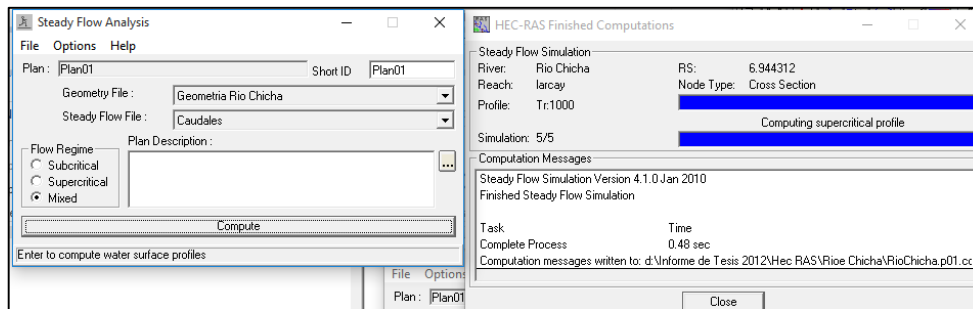 Steady Flow Analysis
File Options Help
Plan : Plan01 Short ID Plan01
Geometry File : Geometria Rio Chicha
Steady Flow File : Caudales
Flow Regime
Subcritical
Supercritical
Mixed
Plan Description :
...
Compute
Enter to compute water surface profiles
HEC-RAS Finished Computations
Steady Flow Simulation
River: Rio Chicha RS: 6.944312
Reach: Iarcay Node Type: Cross Section
Profile: Tr:1000
Computing supercritical profile
Simulation: 5/5
Computation Messages
Steady Flow Simulation Version 4.1.0 Jan 2010
Finished Steady Flow Simulation
Task Time
Complete Process 0.48 sec
Computation messages written to: d:\Informe de Tesis 2012\Hec RAS\Rioe Chicha\RioChicha.p01.cc
Close
File Option
Plan : Plan01